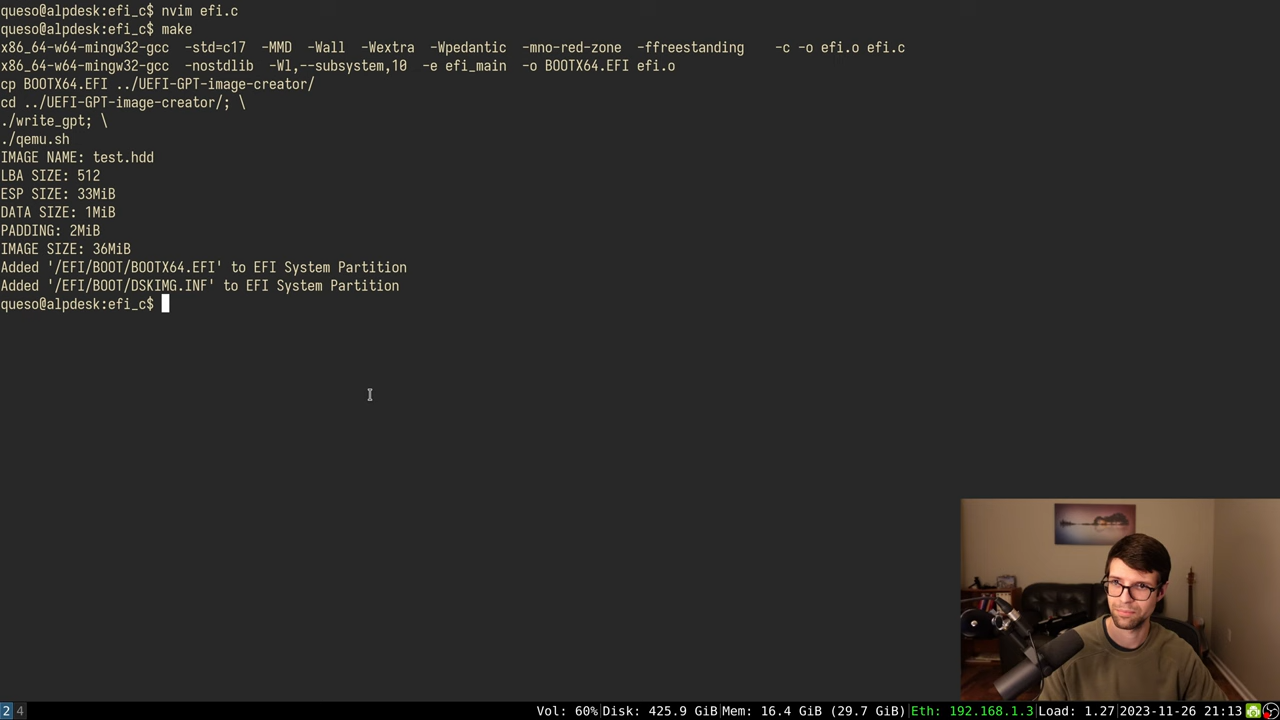 queso@alpdesk:efi_c$ nvim efi.c
queso@alpdesk:efi_c$ make
x86_64-w64-mingw32-gcc  -std=c17  -MMD  -Wall  -Wextra  -Wpedantic  -mno-red-zone  -ffreestanding    -c -o efi.o efi.c
x86_64-w64-mingw32-gcc  -nostdlib  -Wl,--subsystem,10  -e efi_main  -o BOOTX64.EFI efi.o
cp BOOTX64.EFI ../UEFI-GPT-image-creator/
cd ../UEFI-GPT-image-creator/; \
./write_gpt; \
./qemu.sh
IMAGE NAME: test.hdd
LBA SIZE: 512
ESP SIZE: 33MiB
DATA SIZE: 1MiB
PADDING: 2MiB
IMAGE SIZE: 36MiB
Added '/EFI/BOOT/BOOTX64.EFI' to EFI System Partition
Added '/EFI/BOOT/DSKIMG.INF' to EFI System Partition
queso@alpdesk:efi_c$
2 4 Vol: 60%|Disk: 425.9 GiB|Mem: 16.4 GiB (29.7 GiB)|Eth: 192.168.1.3|Load: 1.27|2023-11-26 21:13